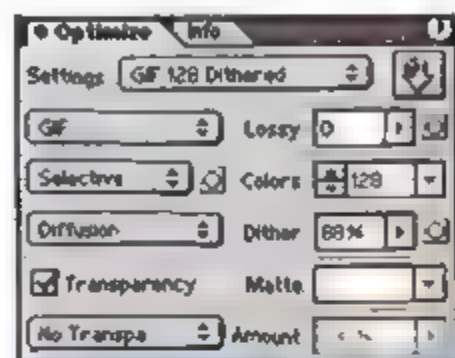 Optimize Info
Settings GIF 128 Dithered
GIF Lossy 0
Selective Colors 128
Diffusion Dither 88%
Transparency Matte
No Transpa Amount